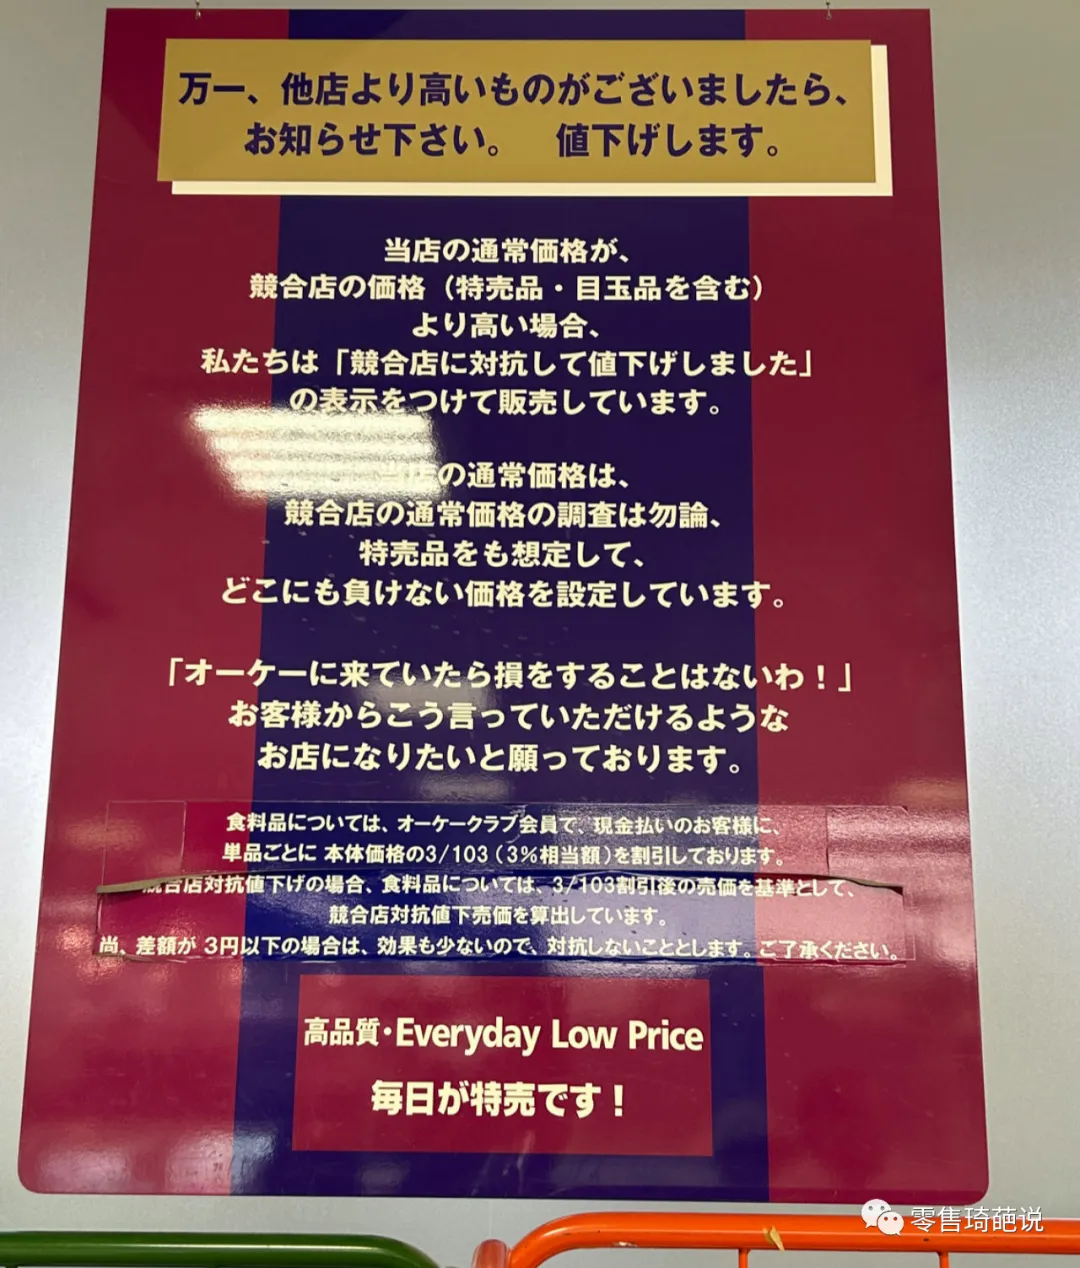 万一、他店より高いものがございましたら、
お知らせ下さい。 値下げします。
当店の通常価格が、
競合店の価格（特売品・目玉品を含む）
より高い場合、
私たちは「競合店に対抗して値下げしました」
の表示をつけて販売しています。
当店の通常価格は、
競合店の通常価格の調査は勿論、
特売品をも想定して、
どこにも負けない価格を設定しています。
「オーケーに来ていたら損をすることはないわ！」
お客様からこう言っていただけるような
お店になりたいと願っております。
食料品については、オーケークラブ会員で、現金払いのお客様に、
単品ごとに 本体価格の3/103（3%相当額）を割引しております。
競合店対抗値下げの場合、食料品については、3/103割引後の売価を基準として、
競合店対抗値下売価を算出しています。
尚、差額が 3円以下の場合は、効果も少ないので、対抗しないこととします。ご了承ください。
高品質・Everyday Low Price
毎日が特売です！
零售琦葩说